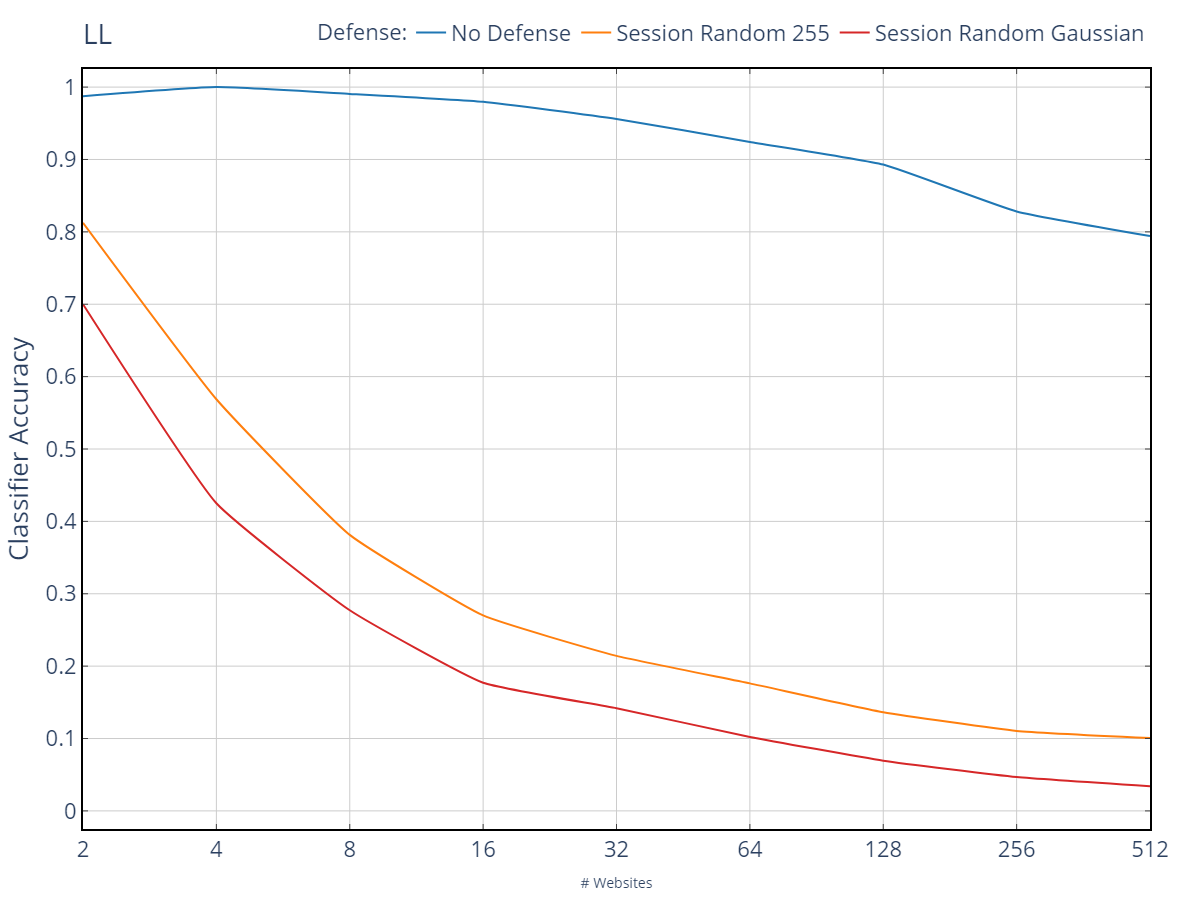 LL
Defense: No Defense Session Random 255 Session Random Gaussian
Classifier Accuracy
1
0.9
0.8
0.7
0.6
0.5
0.4
0.3
0.2
0.1
0
2 4 8 16 32 64 128 256 512
# Websites